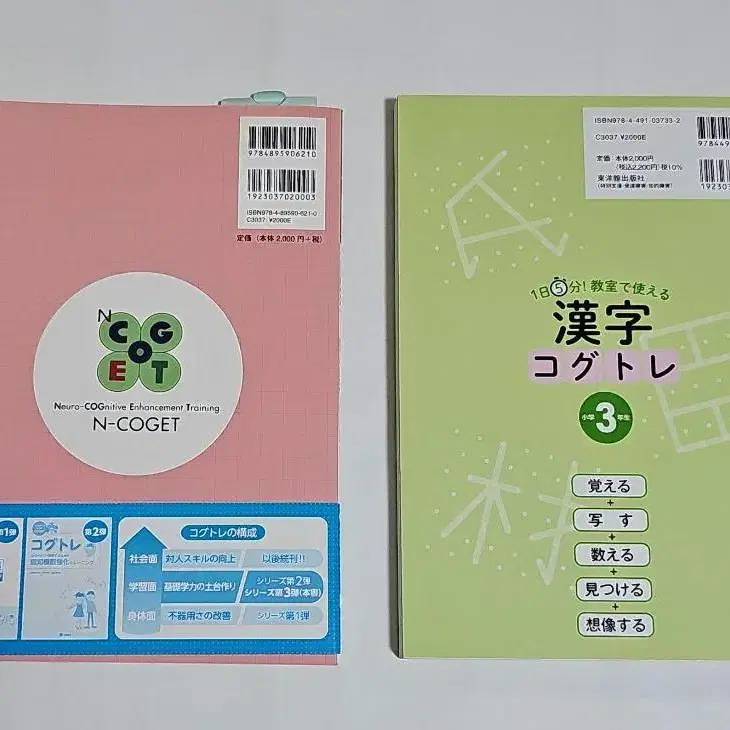 9784895906210
1923037020003
ISBN978-4-89590-621-0
C3037 ¥2000E
定価（本体2,000円+税）
N
COG
ET
Neuro-COGnitive Enhancement Training
N-COGET
第1弾
第2弾
コグトレ
コグトレの構成
社会面 対人スキルの向上 以後続刊!!
学習面 基礎学力の土台作り シリーズ第2弾
シリーズ第3弾(本書)
身体面 不器用さの改善 シリーズ第1弾
ISBN978-4-491-03733-2
C3037 ¥2000E
定価 本体2,000円
(税込2,200円)税10%
東洋館出版社
978449
192303
1日5分!教室で使える
漢字
コグトレ
小学3年生
覚える
+
写す
+
数える
+
見つける
+
想像する